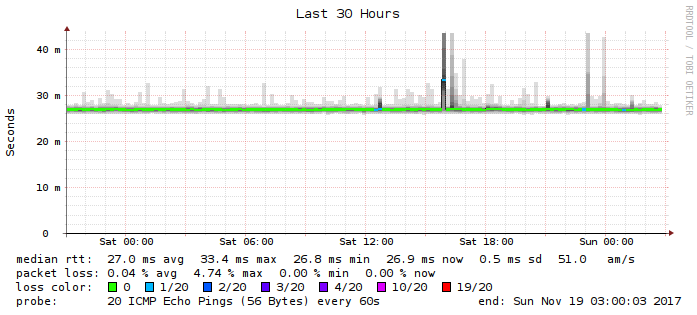 Last 30 Hours
RRDTOOL / TOBI OETIKER
Seconds
40 m
30 m
20 m
10 m
0
Sat 00:00 Sat 06:00 Sat 12:00 Sat 18:00 Sun 00:00
median rtt: 27.0 ms avg 33.4 ms max 26.8 ms min 26.9 ms now 0.5 ms sd 51.0 am/s
packet loss: 0.04 % avg 4.74 % max 0.00 % min 0.00 % now
loss color: 0 1/20 2/20 3/20 4/20 10/20 19/20
probe: 20 ICMP Echo Pings (56 Bytes) every 60s end: Sun Nov 19 03:00:03 2017